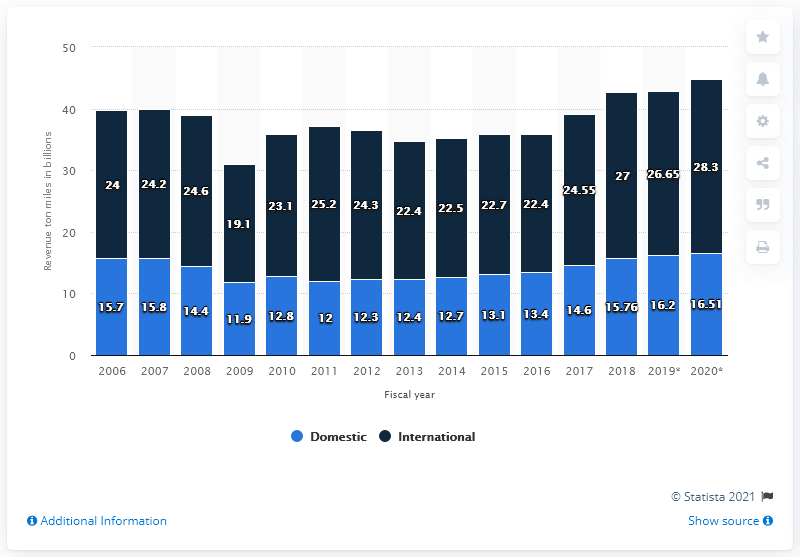 50
40
30
20
10
0
Revenue ton miles in billions
24 24.2 24.6 19.1 23.1 25.2 24.3 22.4 22.5 22.7 22.4 24.55 27 26.65 28.3
15.7 15.8 14.4 11.9 12.8 12 12.3 12.4 12.7 13.1 13.4 14.6 15.76 16.2 16.51
2006 2007 2008 2009 2010 2011 2012 2013 2014 2015 2016 2017 2018 2019* 2020*
Fiscal year
Domestic International
© Statista 2021
Additional Information Show source